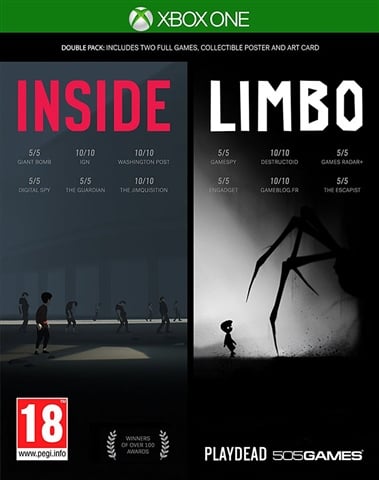 XBOX ONE
DOUBLE PACK: INCLUDES TWO FULL GAMES, COLLECTIBLE POSTER AND ART CARD
INSIDE
5/5 10/10 10/10
GIANT BOMB IGN WASHINGTON POST
5/5 5/5 10/10
DIGITAL SPY THE GUARDIAN THE JIMQUISITION
LIMBO
5/5 10/10 5/5
GAMESPY DESTRUCTOID GAMES RADAR+
5/5 10/10 5/5
ENGADGET GAMEBLOG.FR THE ESCAPIST
18
www.pegi.info
WINNERS
OF OVER 100
AWARDS
PLAYDEAD 505GAMES